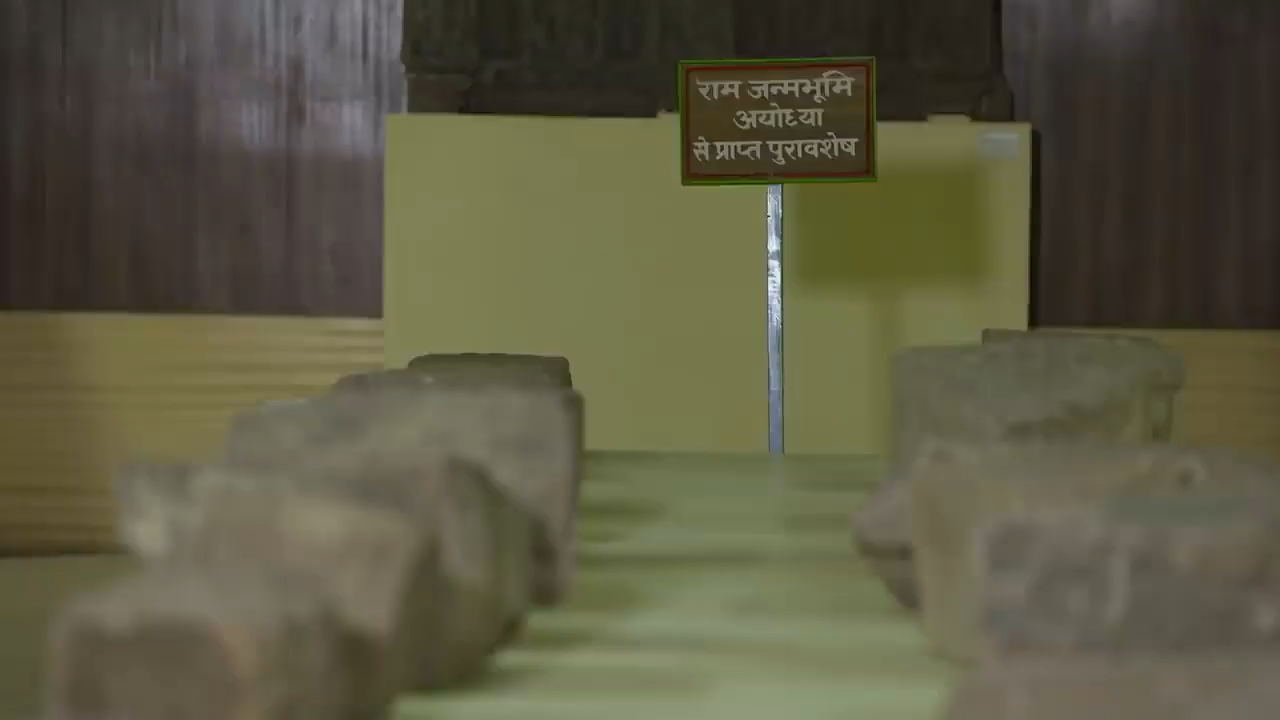 राम जन्मभूमि
अयोध्या
से प्राप्त पुरावशेष